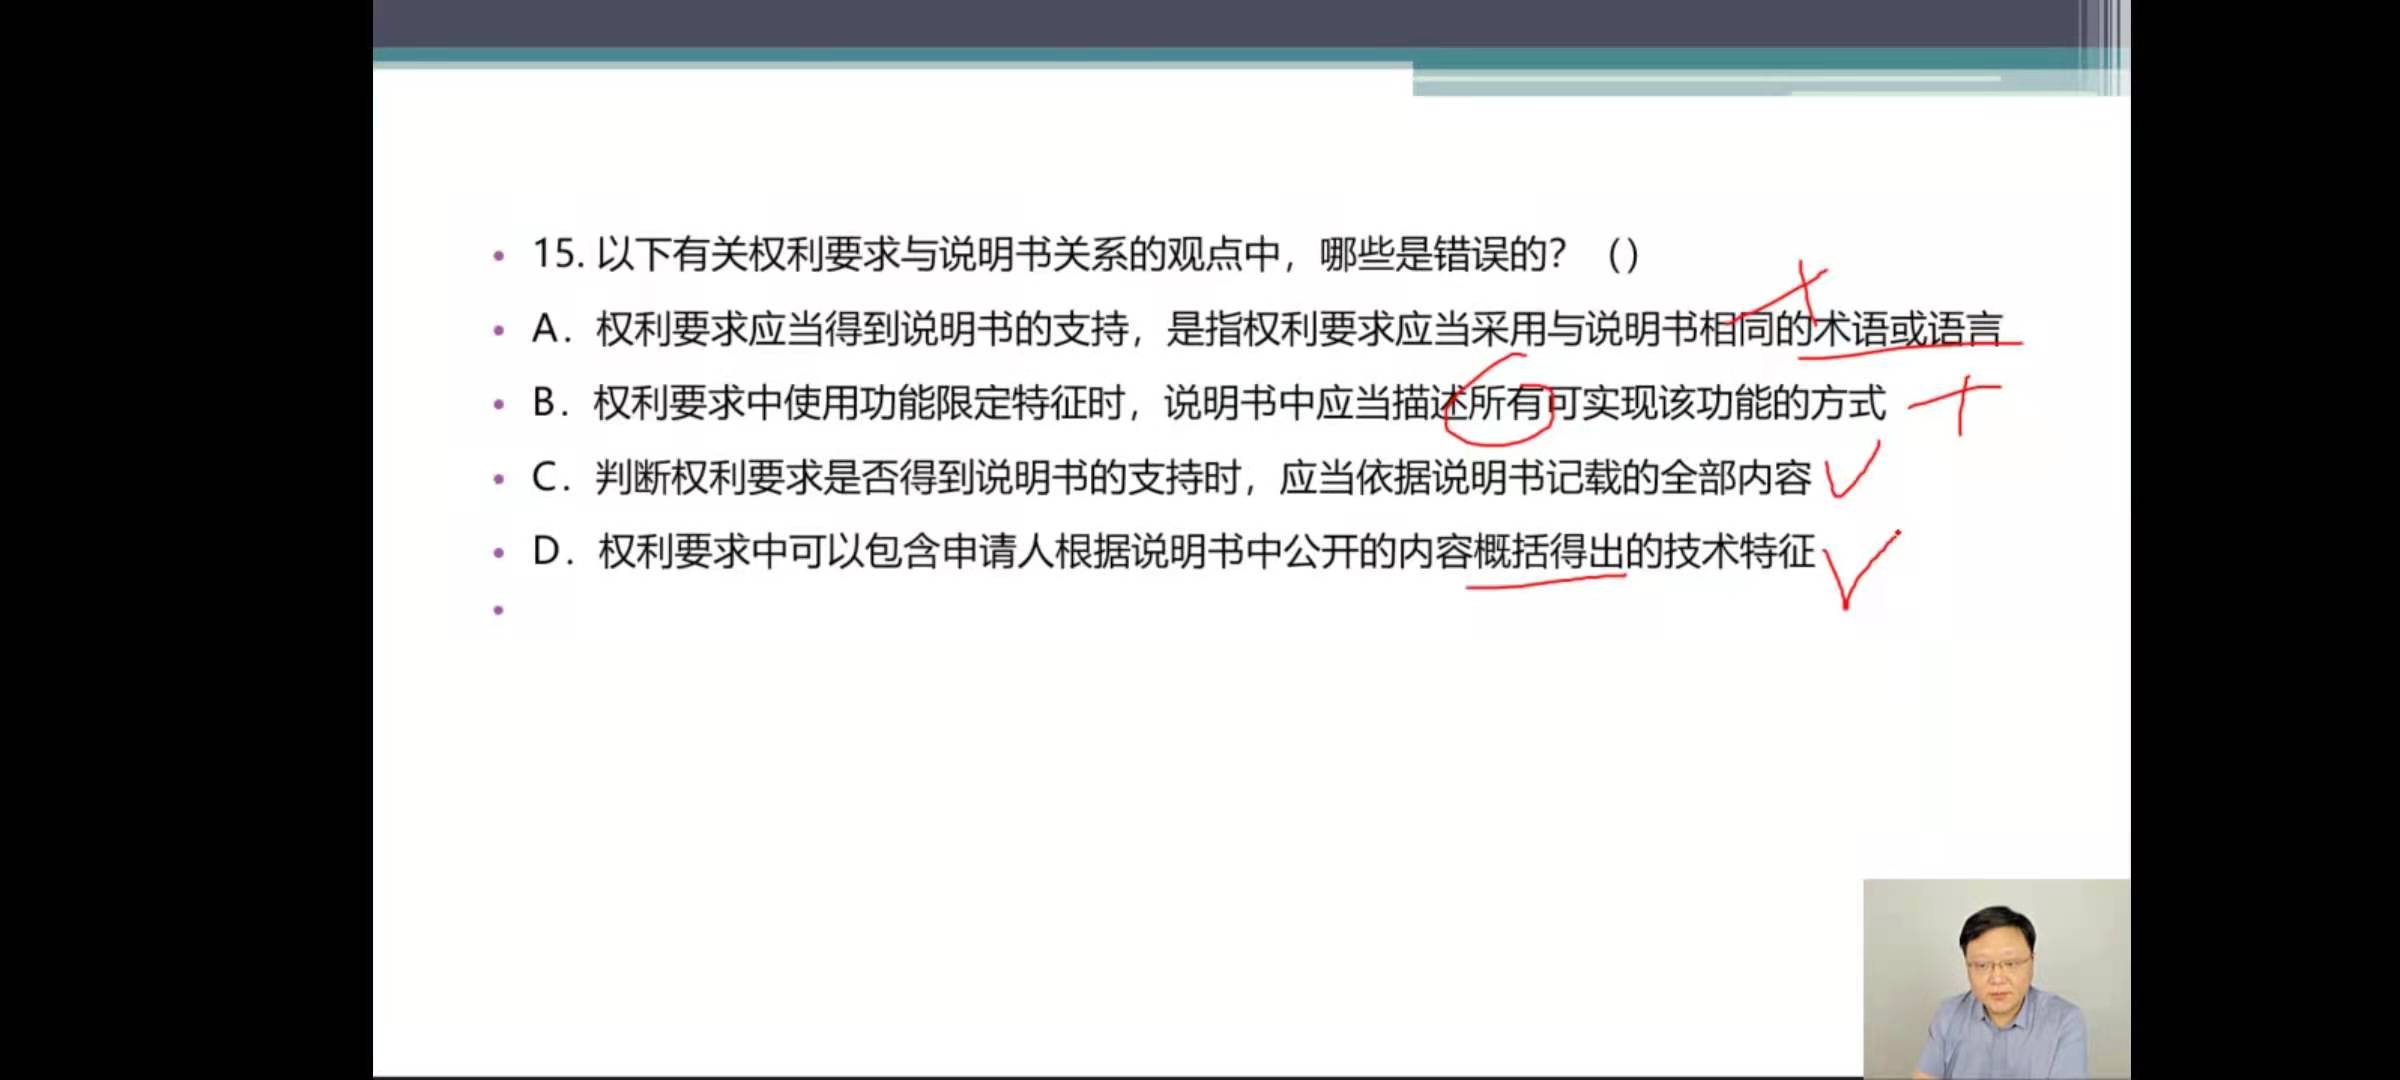 15. 以下有关权利要求与说明书关系的观点中，哪些是错误的？（）
A．权利要求应当得到说明书的支持，是指权利要求应当采用与说明书相同的术语或语言
B．权利要求中使用功能限定特征时，说明书中应当描述所有可实现该功能的方式
C．判断权利要求是否得到说明书的支持时，应当依据说明书记载的全部内容
D．权利要求中可以包含申请人根据说明书中公开的内容概括得出的技术特征